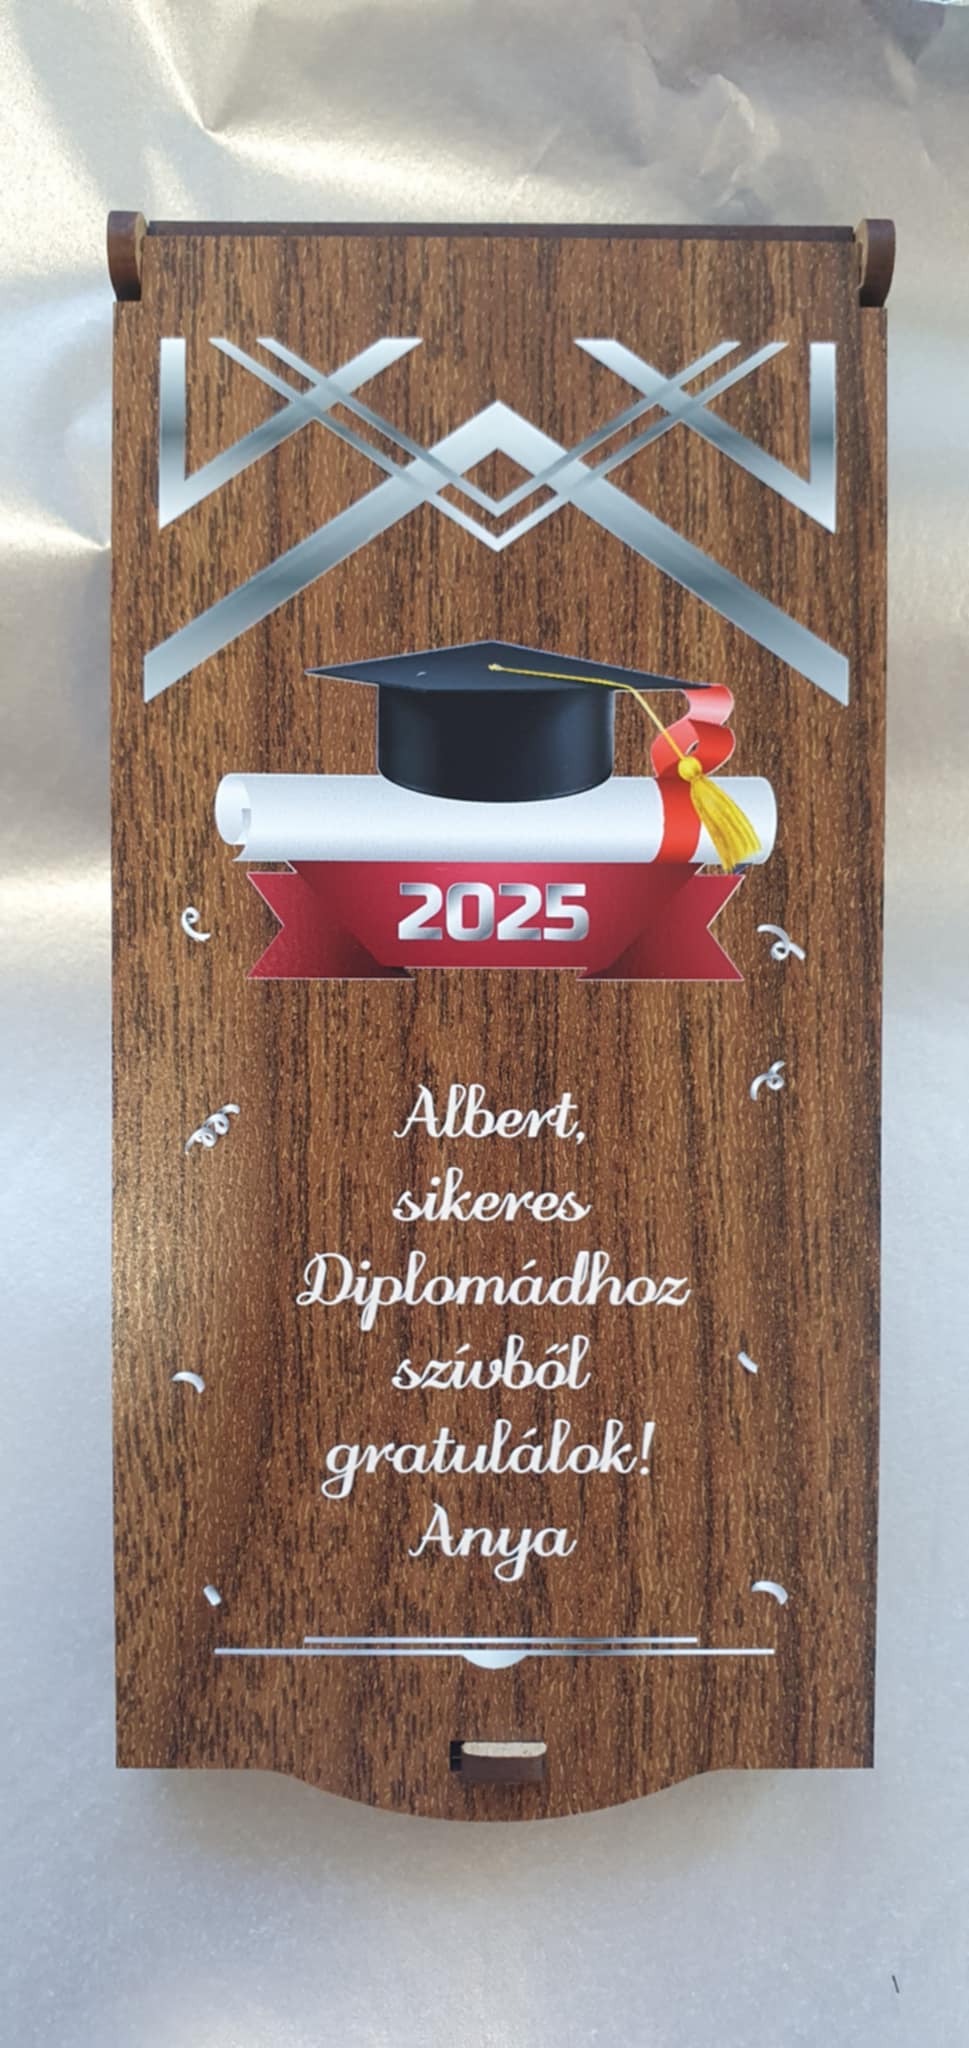 2025
Albert,
sikeres
Diplomádhoz
szívből
gratulálok!
Anya